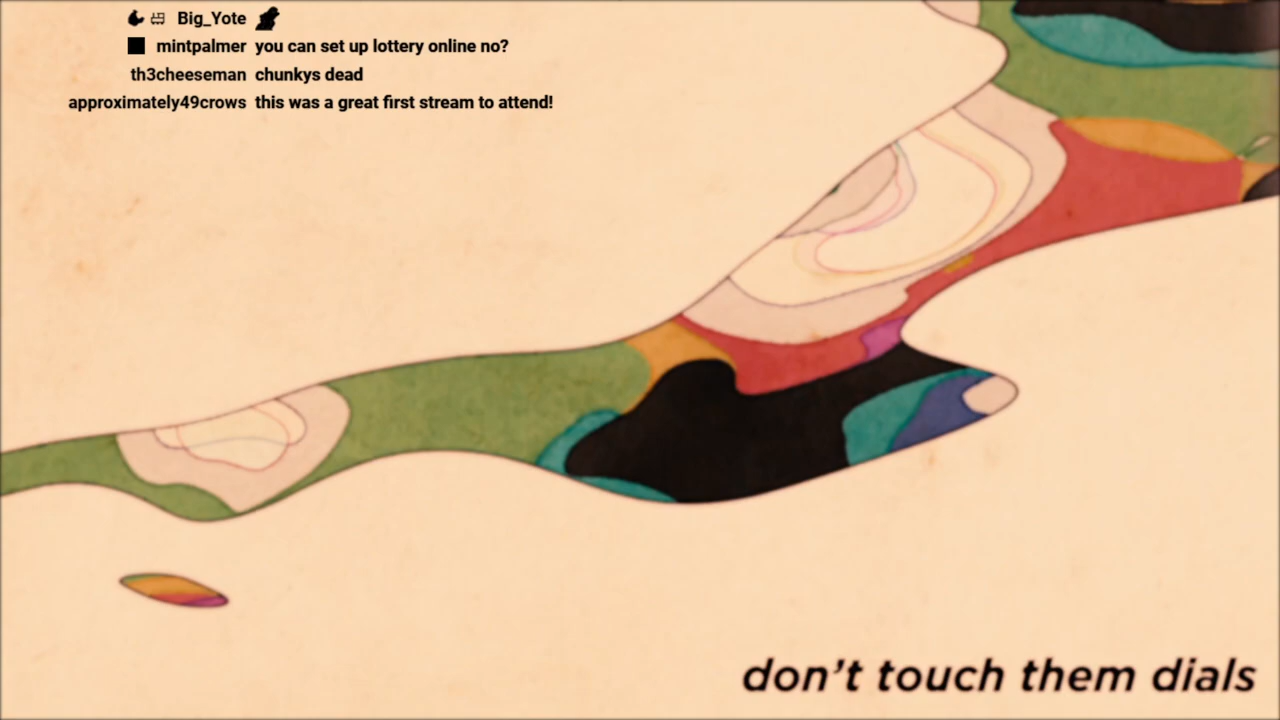 Big_Yote
mintpalmer you can set up lottery online no?
th3cheeseman chunkys dead
approximately49crows this was a great first stream to attend!
don't touch them dials